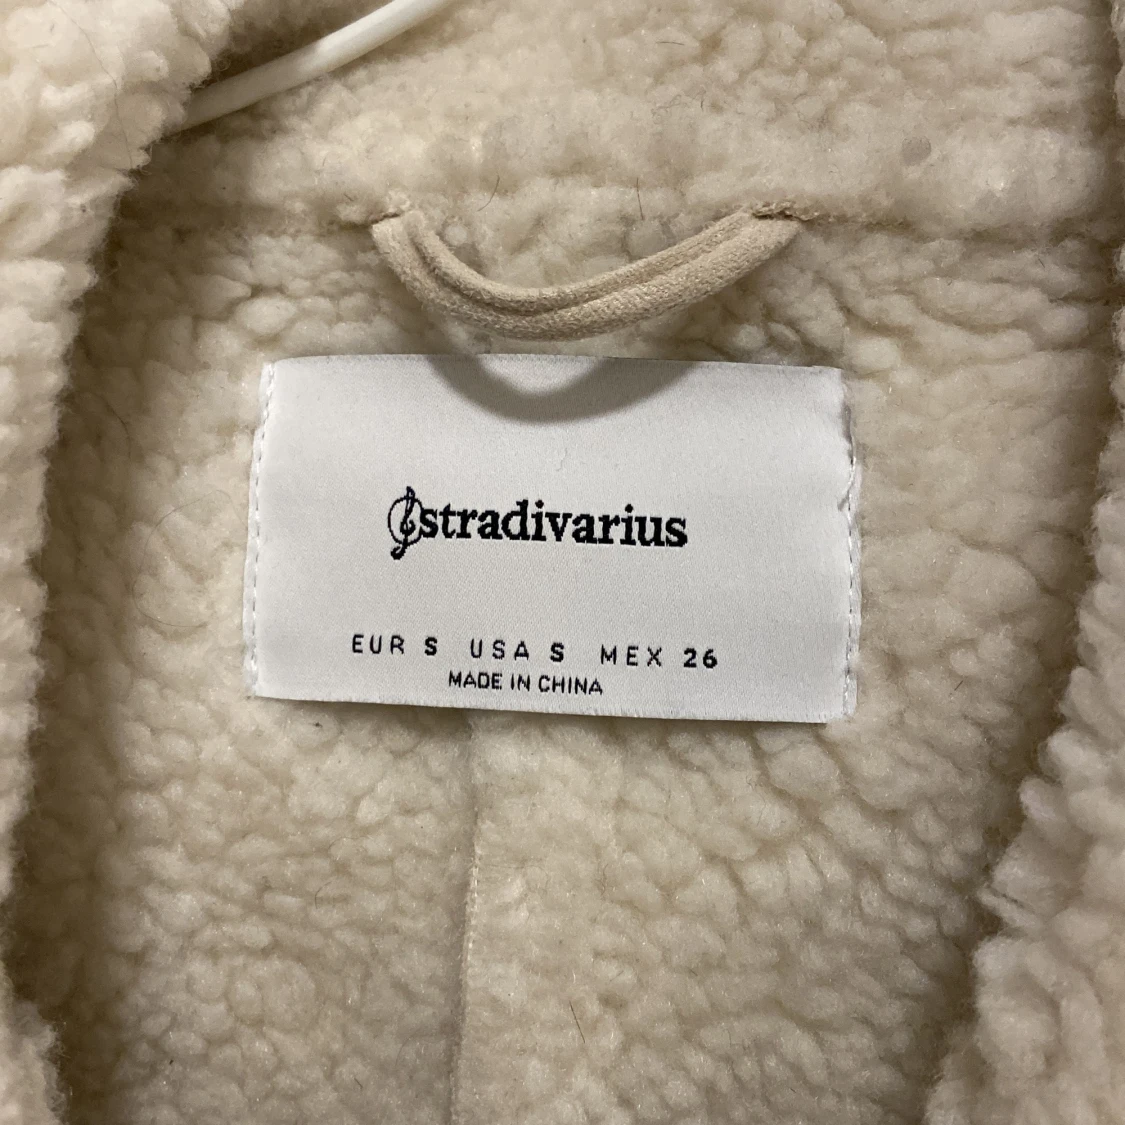 stradivarius
EUR S USA S MEX 26
MADE IN CHINA